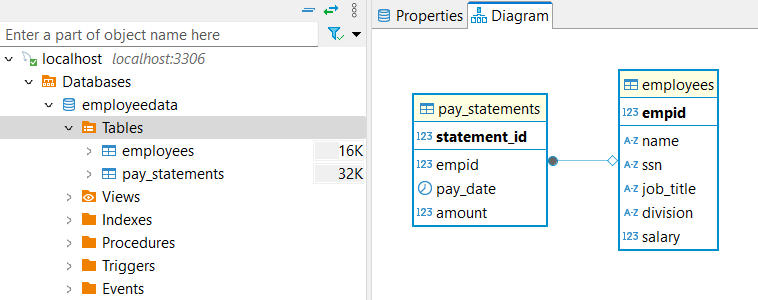 Enter a part of object name here
localhost localhost:3306
Databases
employeedata
Tables
employees 16K
pay_statements 32K
Views
Indexes
Procedures
Triggers
Events
Properties Diagram
pay_statements
123 statement_id
123 empid
pay_date
123 amount
employees
123 empid
A-Z name
A-Z ssn
A-Z job_title
A-Z division
123 salary